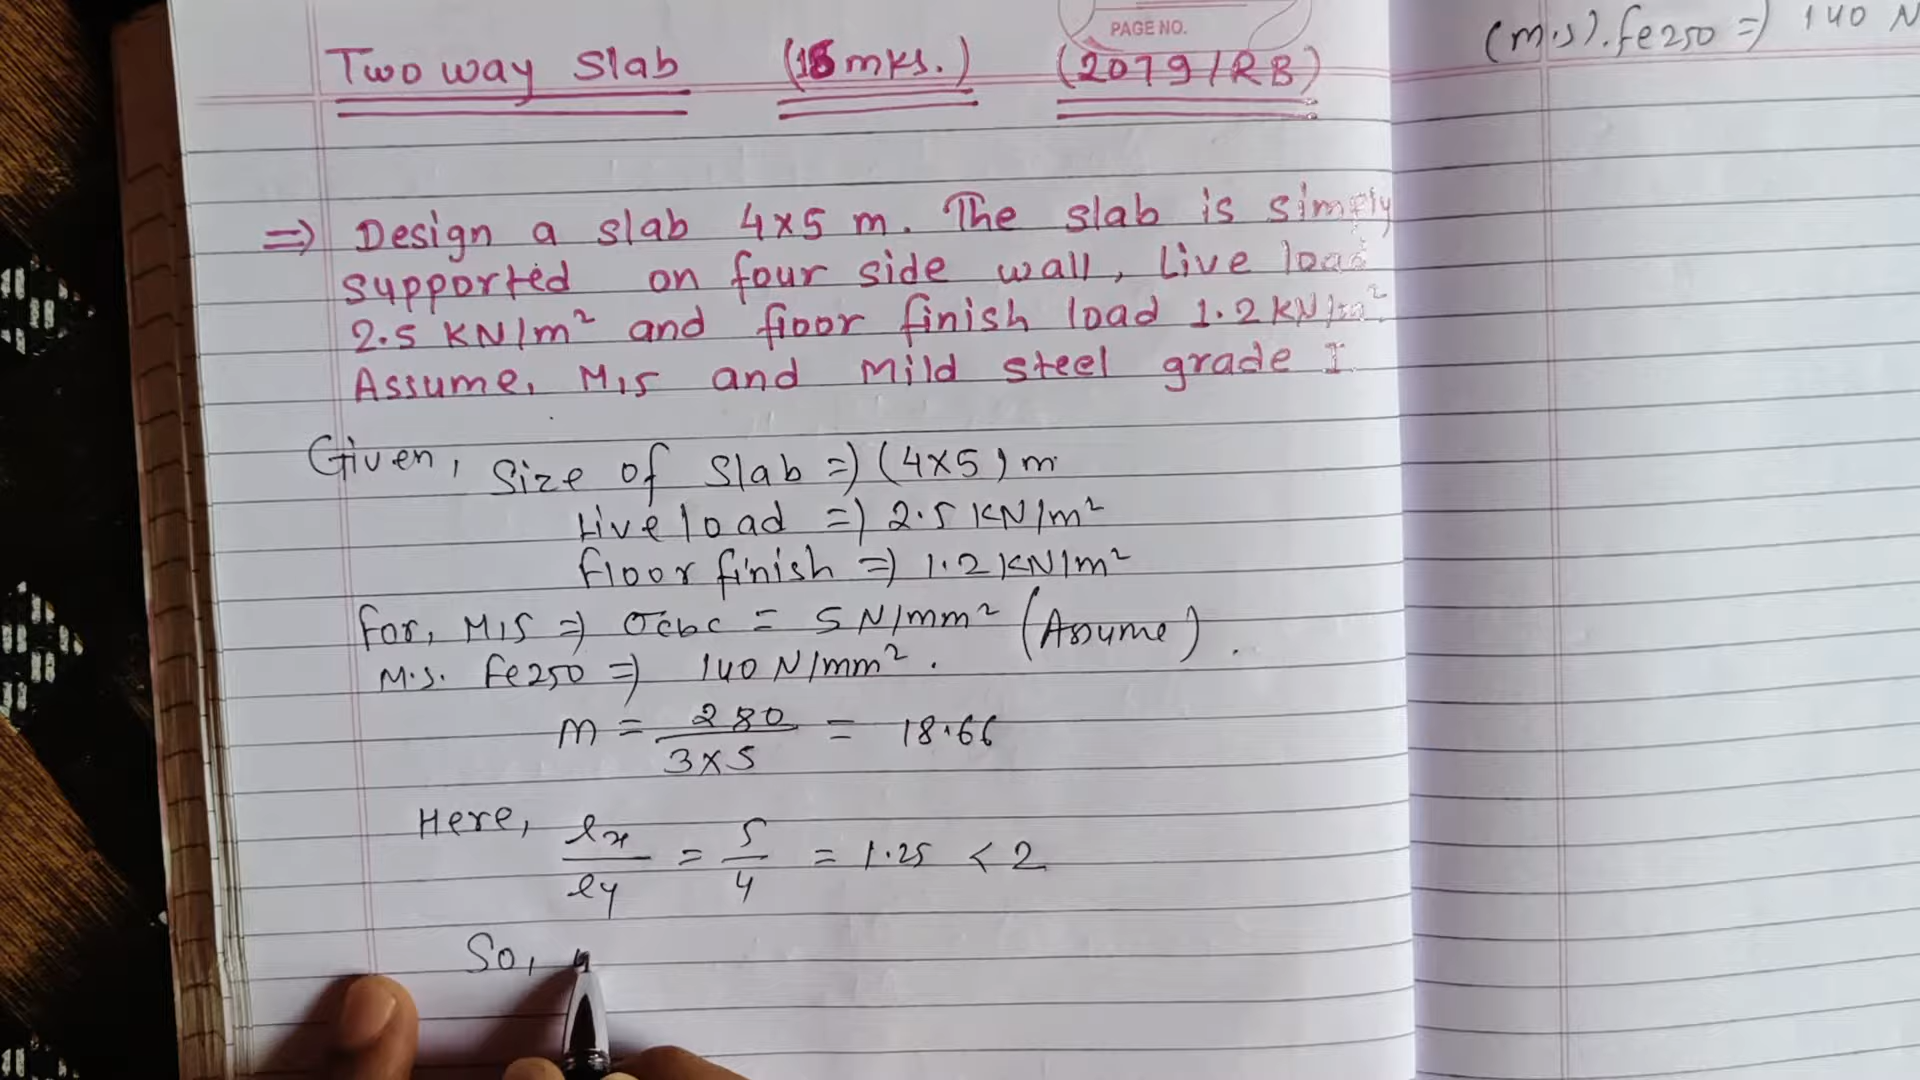 PAGE NO.
Two way slab (15 mks.) (2079/RB)
(m.s). fe250 => 140 N
=> Design a slab 4x5 m. The slab is simply
supported on four side wall, Live load
2.5 KN/m² and floor finish load 1.2 KN/m².
Assume, M15 and mild steel grade I.
Given, Size of Slab => (4x5) m
Live load => 2.5 KN/m²
floor finish => 1.2 KN/m²
for, M15 => σcbc = 5 N/mm² (Assume).
M.S. fe250 => 140 N/mm².
m = 280 / 3x5 = 18.66
Here, lx / ly = 5 / 4 = 1.25 < 2
So,